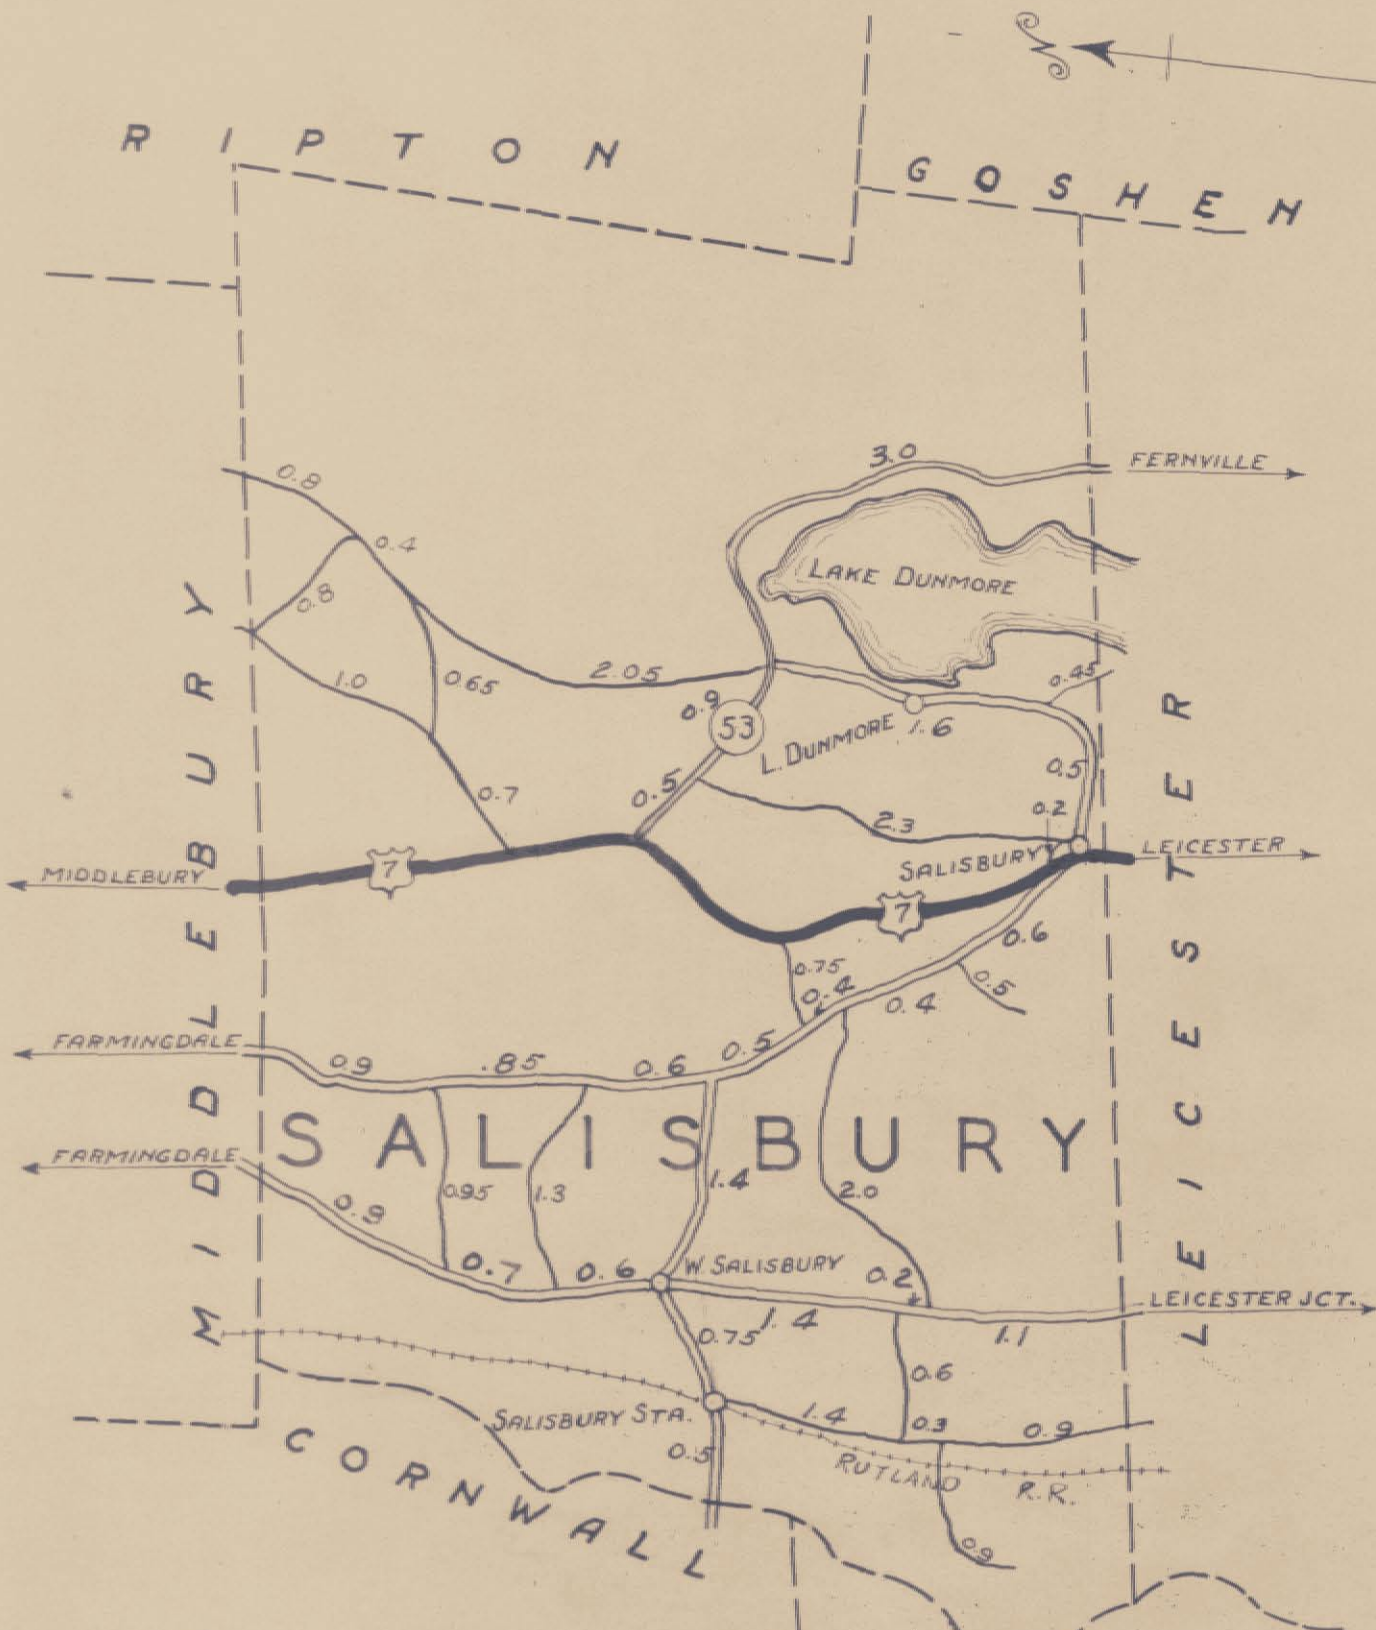 N
RIPTON
GOSHEN
3.0
FERNVILLE
0.8
0.4
LAKE DUNMORE
0.8
1.0
0.65
2.05
0.45
0.9
53
L. DUNMORE
1.6
0.5
0.7
0.5
0.2
2.3
SALISBURY
LEICESTER
MIDDLEBURY
7
7
MIDDLEBURY
LEICESTER
0.6
0.75
0.4
0.5
0.4
FARMINGDALE
0.9
.85
0.6
0.5
SALISBURY
FARMINGDALE
0.9
0.95
1.3
1.4
2.0
0.7
0.6
W. SALISBURY
0.2
LEICESTER JCT.
0.75
1.4
1.1
0.6
SALISBURY STA.
1.4
0.3
0.9
0.5
RUTLAND R.R.
CORNWALL
0.9